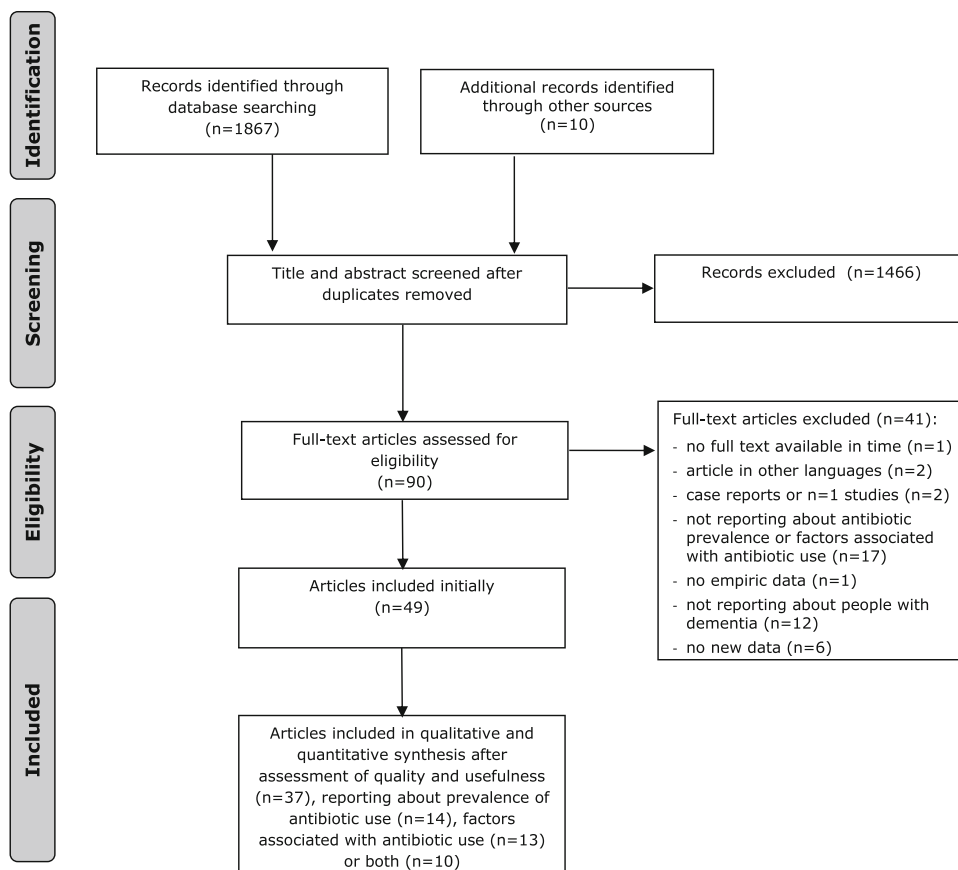 Identification
Records identified through
database searching
(n=1867)
Additional records identified
through other sources
(n=10)
Screening
Title and abstract screened after
duplicates removed
Records excluded (n=1466)
Eligibility
Full-text articles assessed for
eligibility
(n=90)
Full-text articles excluded (n=41):
- no full text available in time (n=1)
- article in other languages (n=2)
- case reports or n=1 studies (n=2)
- not reporting about antibiotic
prevalence or factors associated
with antibiotic use (n=17)
- no empiric data (n=1)
- not reporting about people with
dementia (n=12)
- no new data (n=6)
Articles included initially
(n=49)
Included
Articles included in qualitative and
quantitative synthesis after
assessment of quality and usefulness
(n=37), reporting about prevalence of
antibiotic use (n=14), factors
associated with antibiotic use (n=13)
or both (n=10)